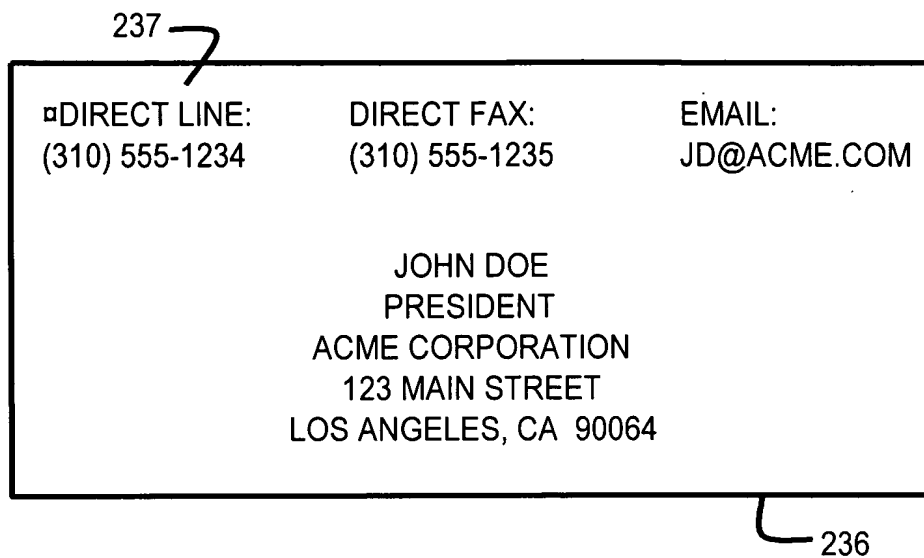 237
¤DIRECT LINE: DIRECT FAX: EMAIL:
(310) 555-1234 (310) 555-1235 JD@ACME.COM
JOHN DOE
PRESIDENT
ACME CORPORATION
123 MAIN STREET
LOS ANGELES, CA 90064
236